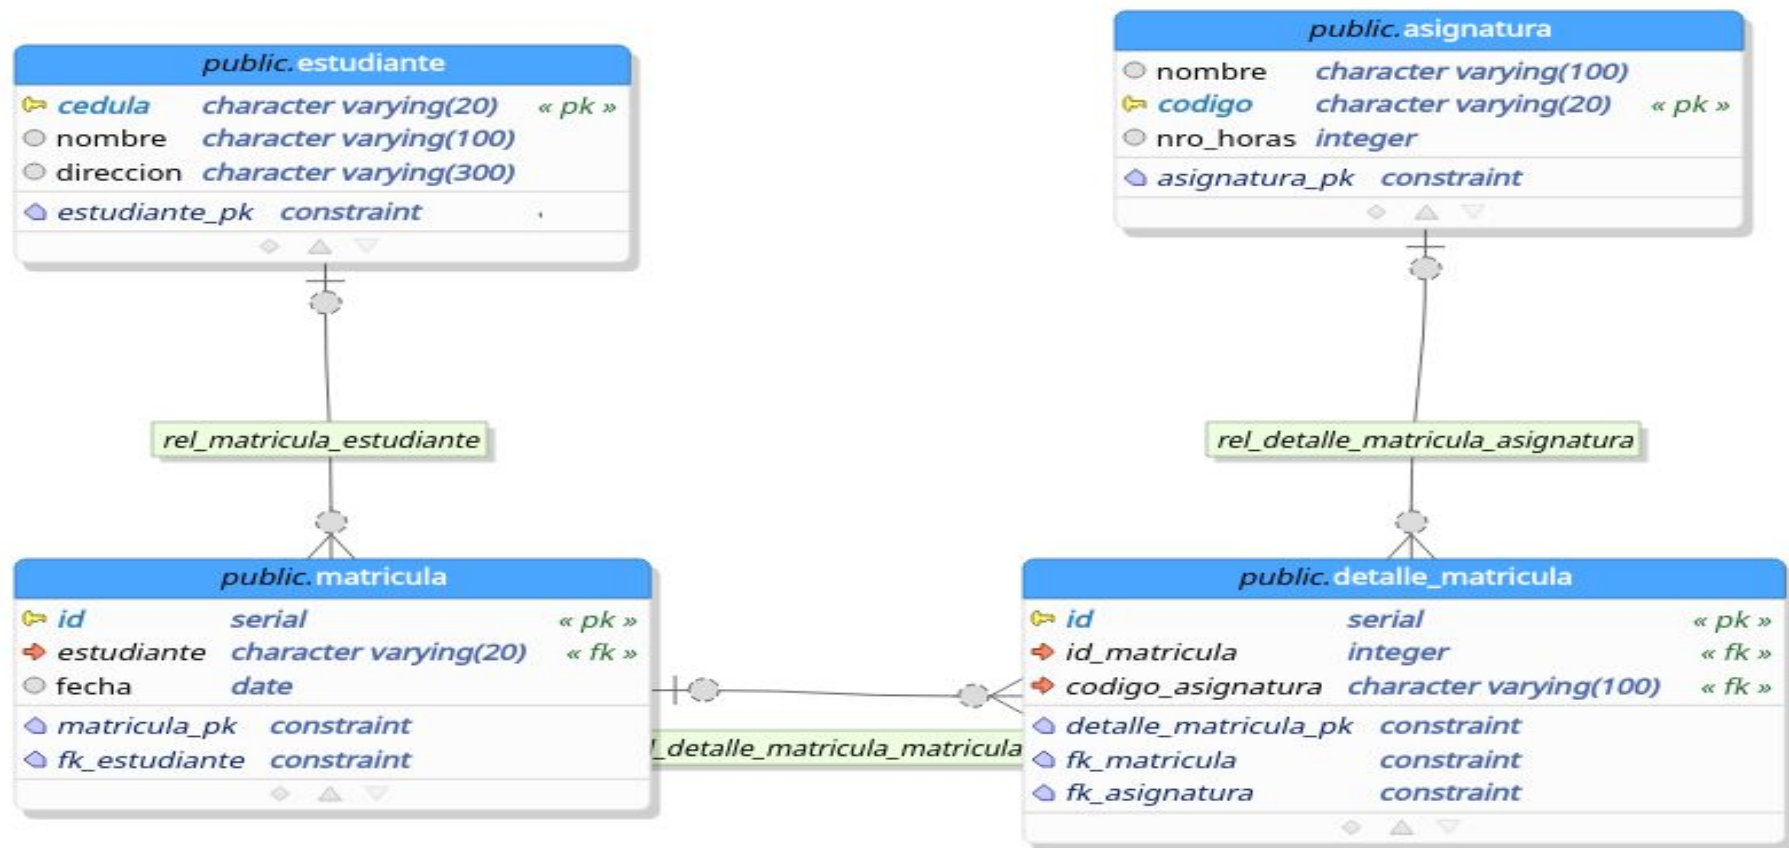 public.estudiante
cedula character varying(20) « pk »
nombre character varying(100)
direccion character varying(300)
estudiante_pk constraint
public.asignatura
nombre character varying(100)
codigo character varying(20) « pk »
nro_horas integer
asignatura_pk constraint
rel_matricula_estudiante
rel_detalle_matricula_asignatura
public.matricula
id serial « pk »
estudiante character varying(20) « fk »
fecha date
matricula_pk constraint
fk_estudiante constraint
l_detalle_matricula_matricula
public.detalle_matricula
id serial « pk »
id_matricula integer « fk »
codigo_asignatura character varying(100) « fk »
detalle_matricula_pk constraint
fk_matricula constraint
fk_asignatura constraint